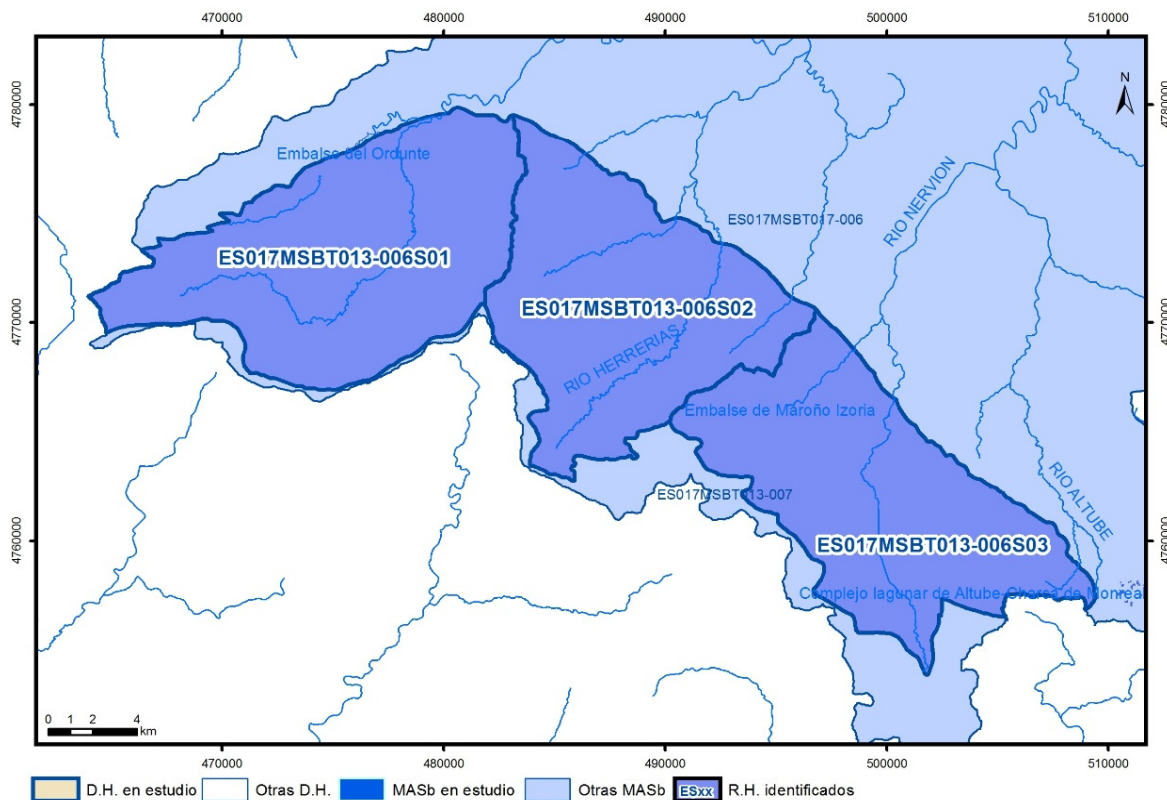 470000 480000 490000 500000 510000
4780000 4780000
N
Embalse del Ordunte
RIO NERVION
ES017MSBT017-006
ES017MSBT013-006S01
ES017MSBT013-006S02
4770000 4770000
RIO HERRERIAS
Embalse de Maroño Izoria
ES017MSBT013-007
RIO ALTUBE
4760000 4760000
ES017MSBT013-006S03
Complejo lagunar de Altube-Charca de Monreal
0 1 2 4
km
470000 480000 490000 500000 510000
D.H. en estudio Otras D.H. MASb en estudio Otras MASb ESxx R.H. identificados